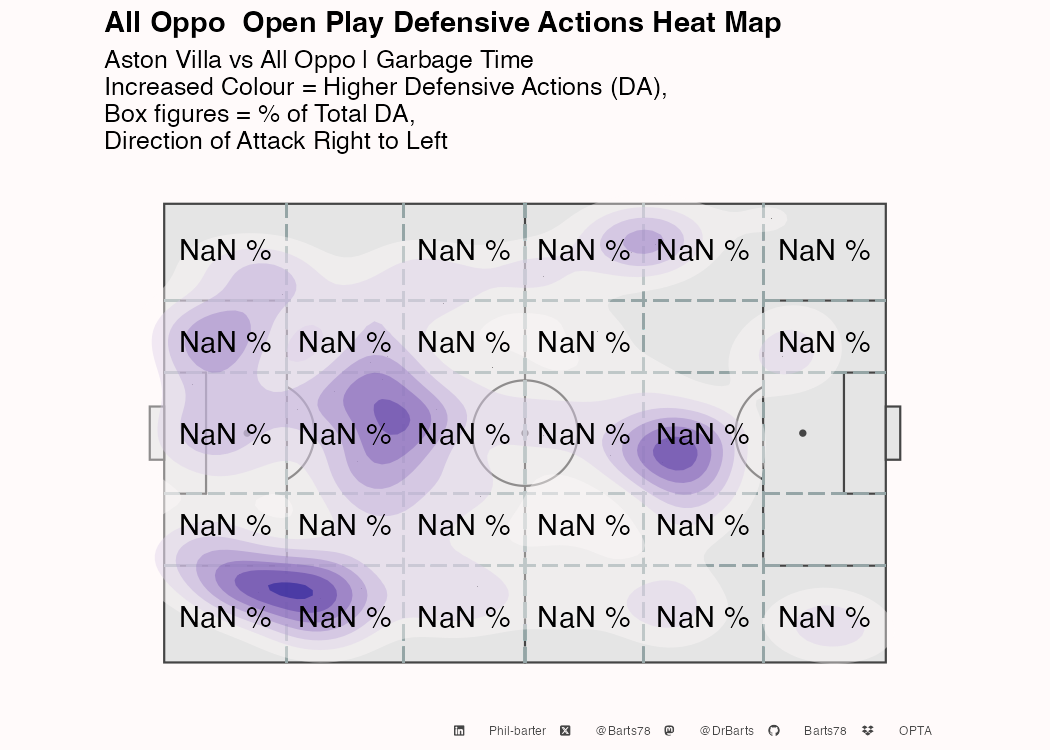 All Oppo  Open Play Defensive Actions Heat Map
Aston Villa vs All Oppo | Garbage Time
Increased Colour = Higher Defensive Actions (DA),
Box figures = % of Total DA,
Direction of Attack Right to Left
NaN % NaN % NaN % NaN % NaN %
NaN % NaN % NaN % NaN % NaN %
NaN % NaN % NaN % NaN % NaN %
NaN % NaN % NaN % NaN % NaN %
NaN % NaN % NaN % NaN % NaN % NaN %
Phil-barter @Barts78 @DrBarts Barts78 OPTA